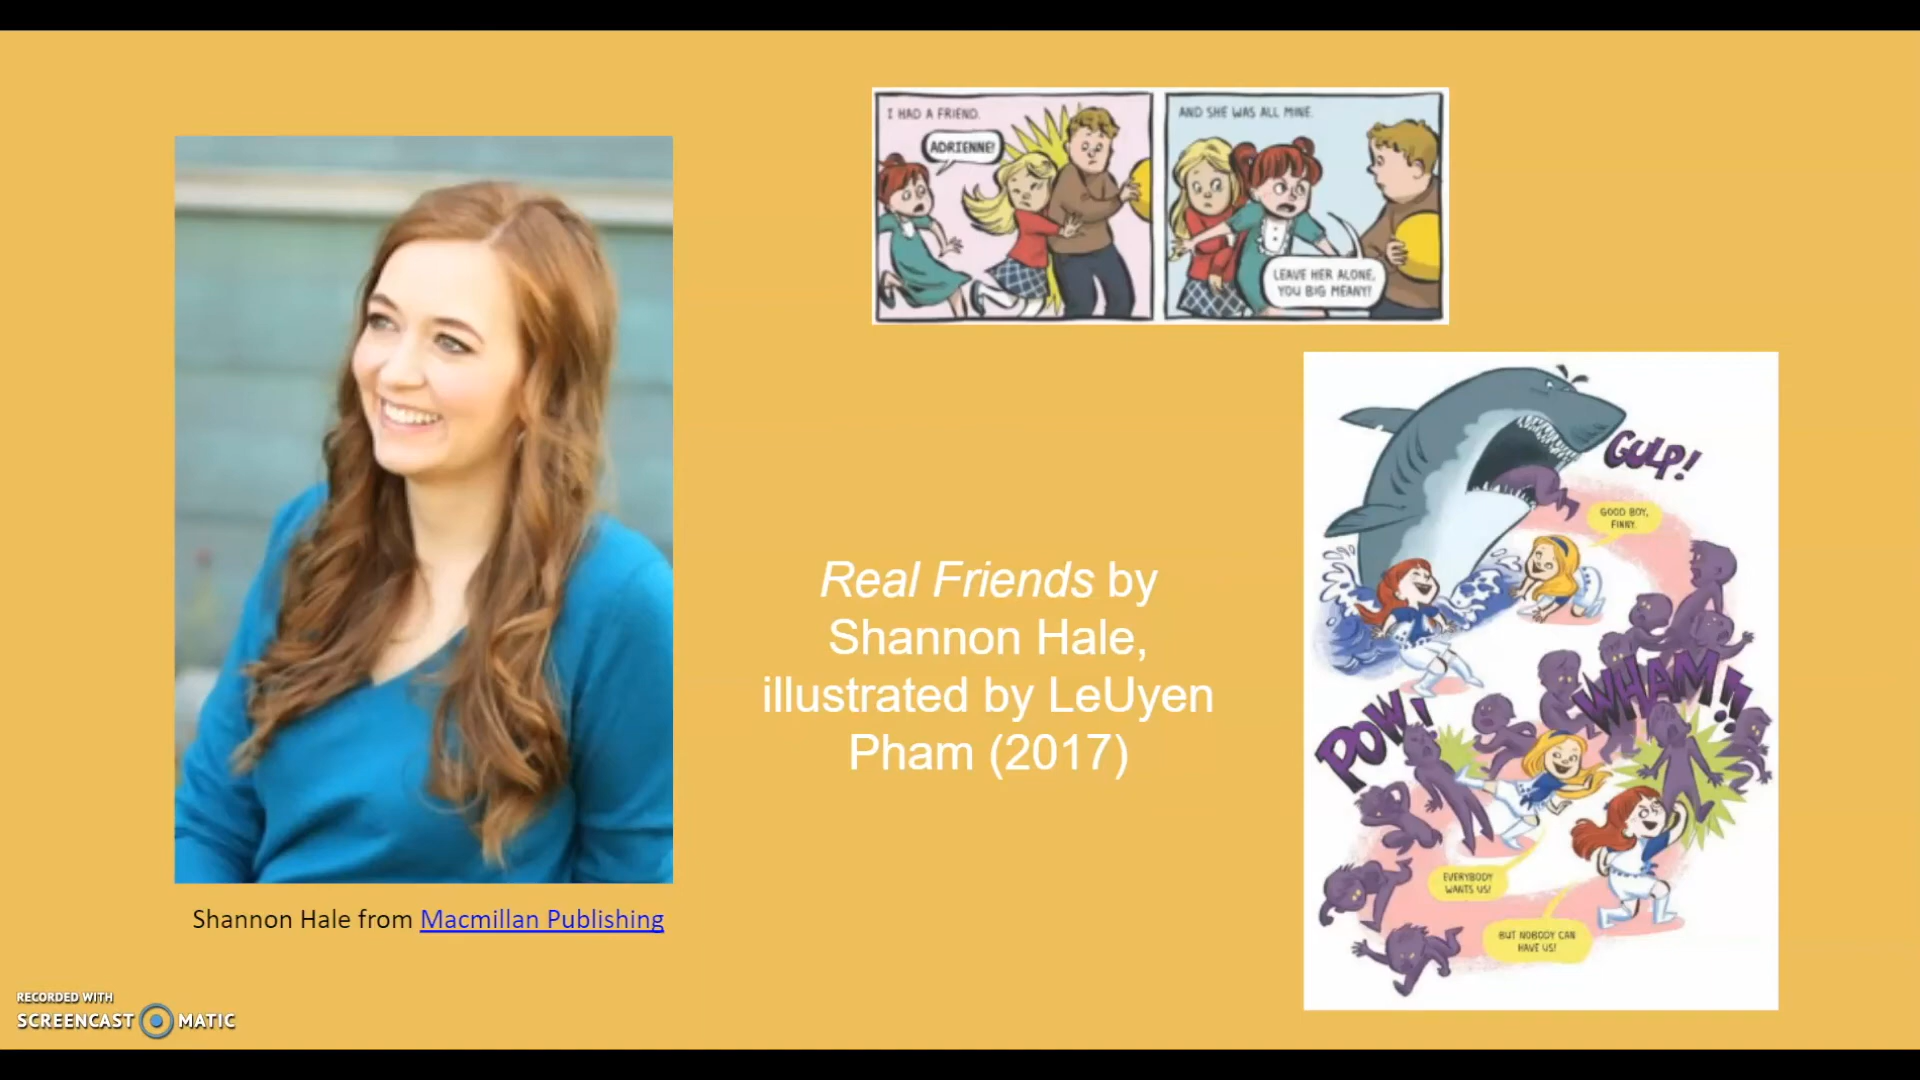 I HAD A FRIEND.
ADRIENNE!
AND SHE WAS ALL MINE.
LEAVE HER ALONE,
YOU BIG MEANY!
GULP!
GOOD BOY,
FINNY.
Real Friends by
Shannon Hale,
illustrated by LeUyen
Pham (2017)
WHAM!!
POW!
EVERYBODY
WANTS US!
BUT NOBODY CAN
HAVE US!
Shannon Hale from Macmillan Publishing
RECORDED WITH
SCREENCAST MATIC